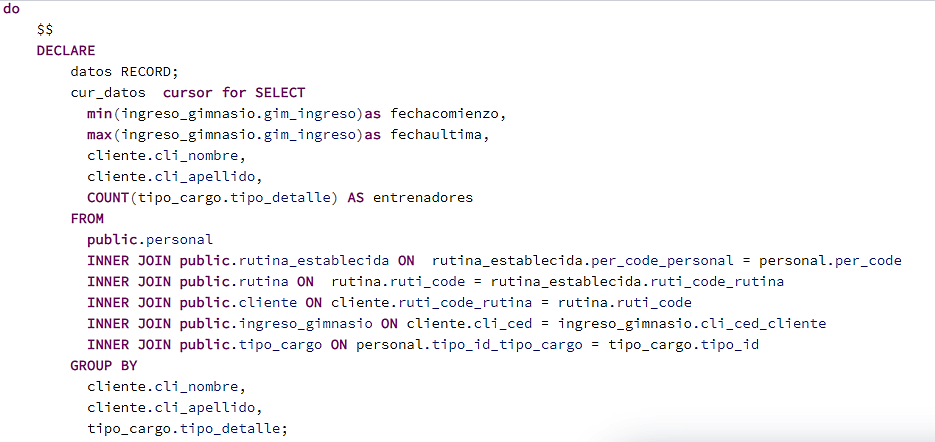 do
$$
DECLARE
datos RECORD;
cur_datos  cursor for SELECT
min(ingreso_gimnasio.gim_ingreso)as fechacomienzo,
max(ingreso_gimnasio.gim_ingreso)as fechaultima,
cliente.cli_nombre,
cliente.cli_apellido,
COUNT(tipo_cargo.tipo_detalle) AS entrenadores
FROM
public.personal
INNER JOIN public.rutina_establecida ON  rutina_establecida.per_code_personal = personal.per_code
INNER JOIN public.rutina ON  rutina.ruti_code = rutina_establecida.ruti_code_rutina
INNER JOIN public.cliente ON cliente.ruti_code_rutina = rutina.ruti_code
INNER JOIN public.ingreso_gimnasio ON cliente.cli_ced = ingreso_gimnasio.cli_ced_cliente
INNER JOIN public.tipo_cargo ON personal.tipo_id_tipo_cargo = tipo_cargo.tipo_id
GROUP BY
cliente.cli_nombre,
cliente.cli_apellido,
tipo_cargo.tipo_detalle;